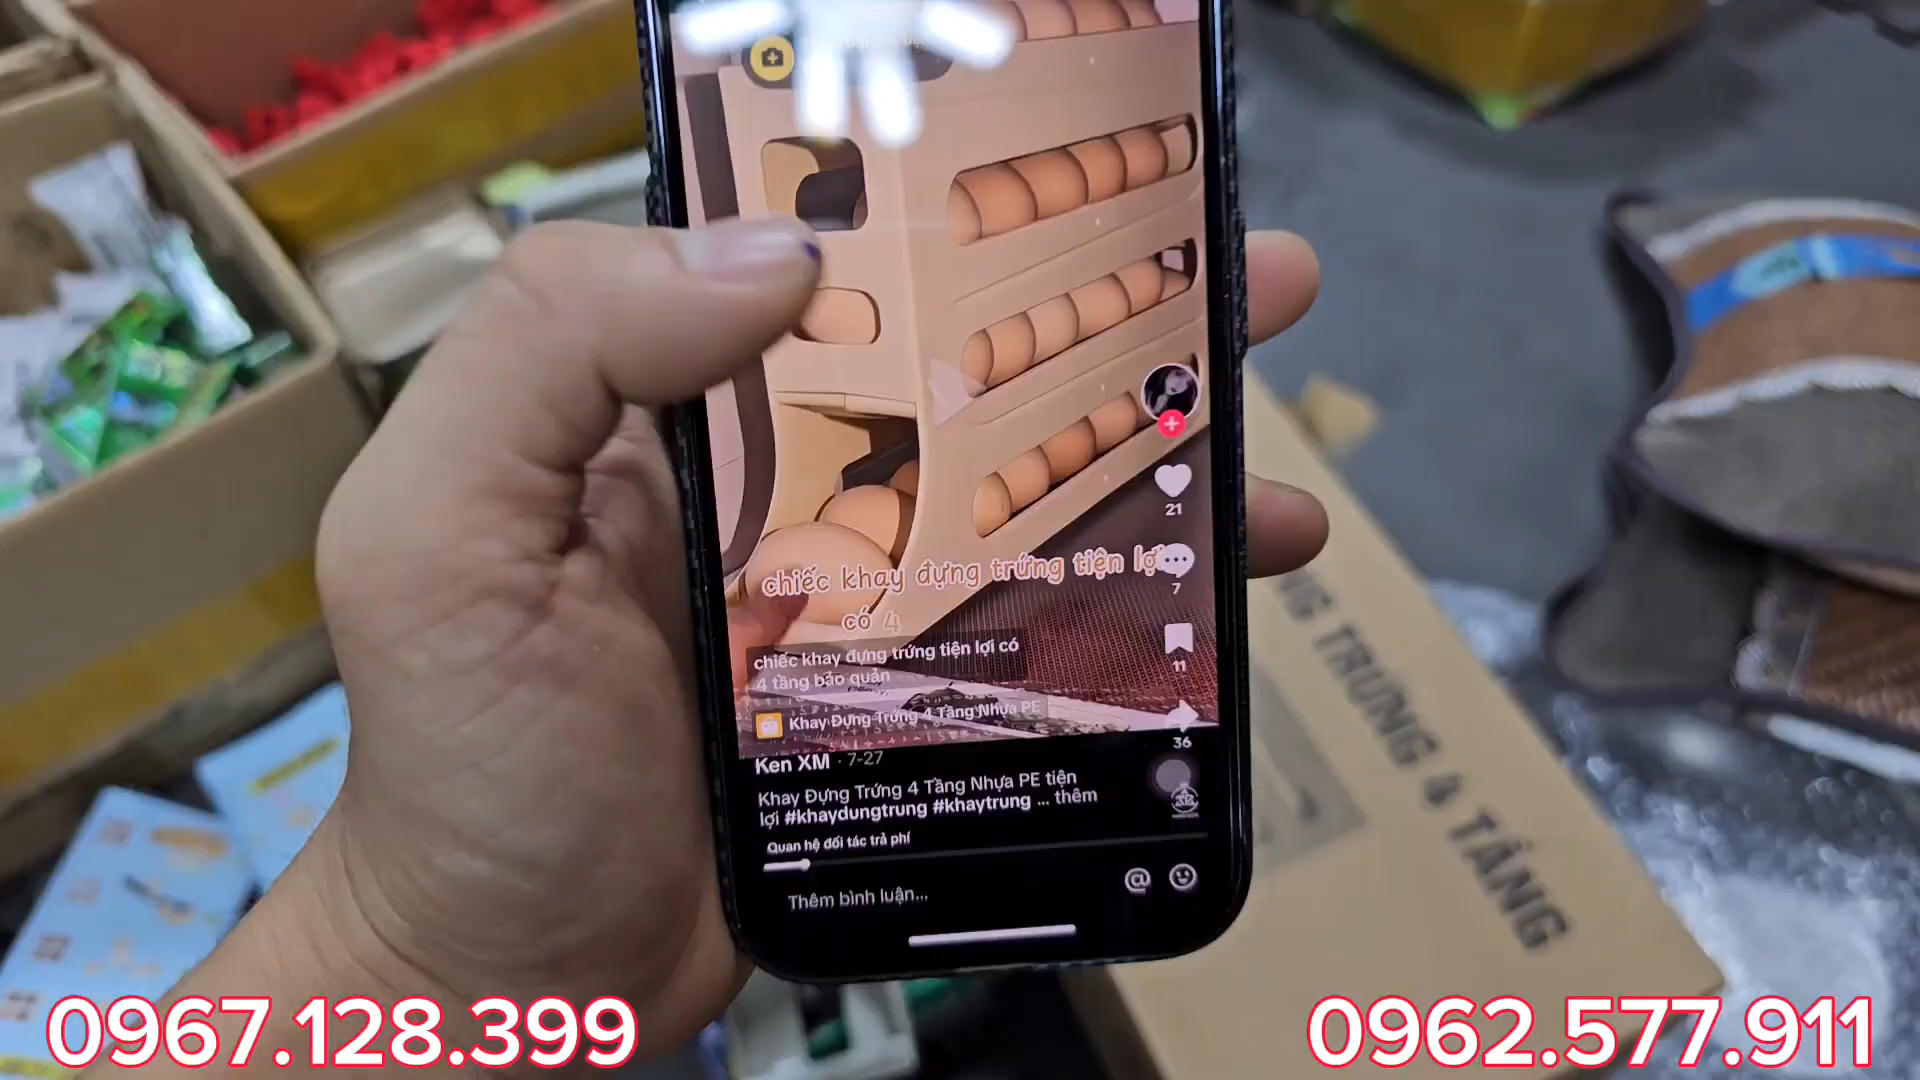 chiếc khay đựng trứng tiện lợi
có 4
chiếc khay đựng trứng tiện lợi có
4 tầng bảo quản
Khay Đựng Trứng 4 Tầng Nhựa PE
Ken XM · 7-27
Khay Đựng Trứng 4 Tầng Nhựa PE tiện
lợi #khaydungtrung #khaytrung ... thêm
Quan hệ đối tác trả phí
Thêm bình luận...
21
7
11
36
TRỨNG 4 TẦNG
0967.128.399
0962.577.911